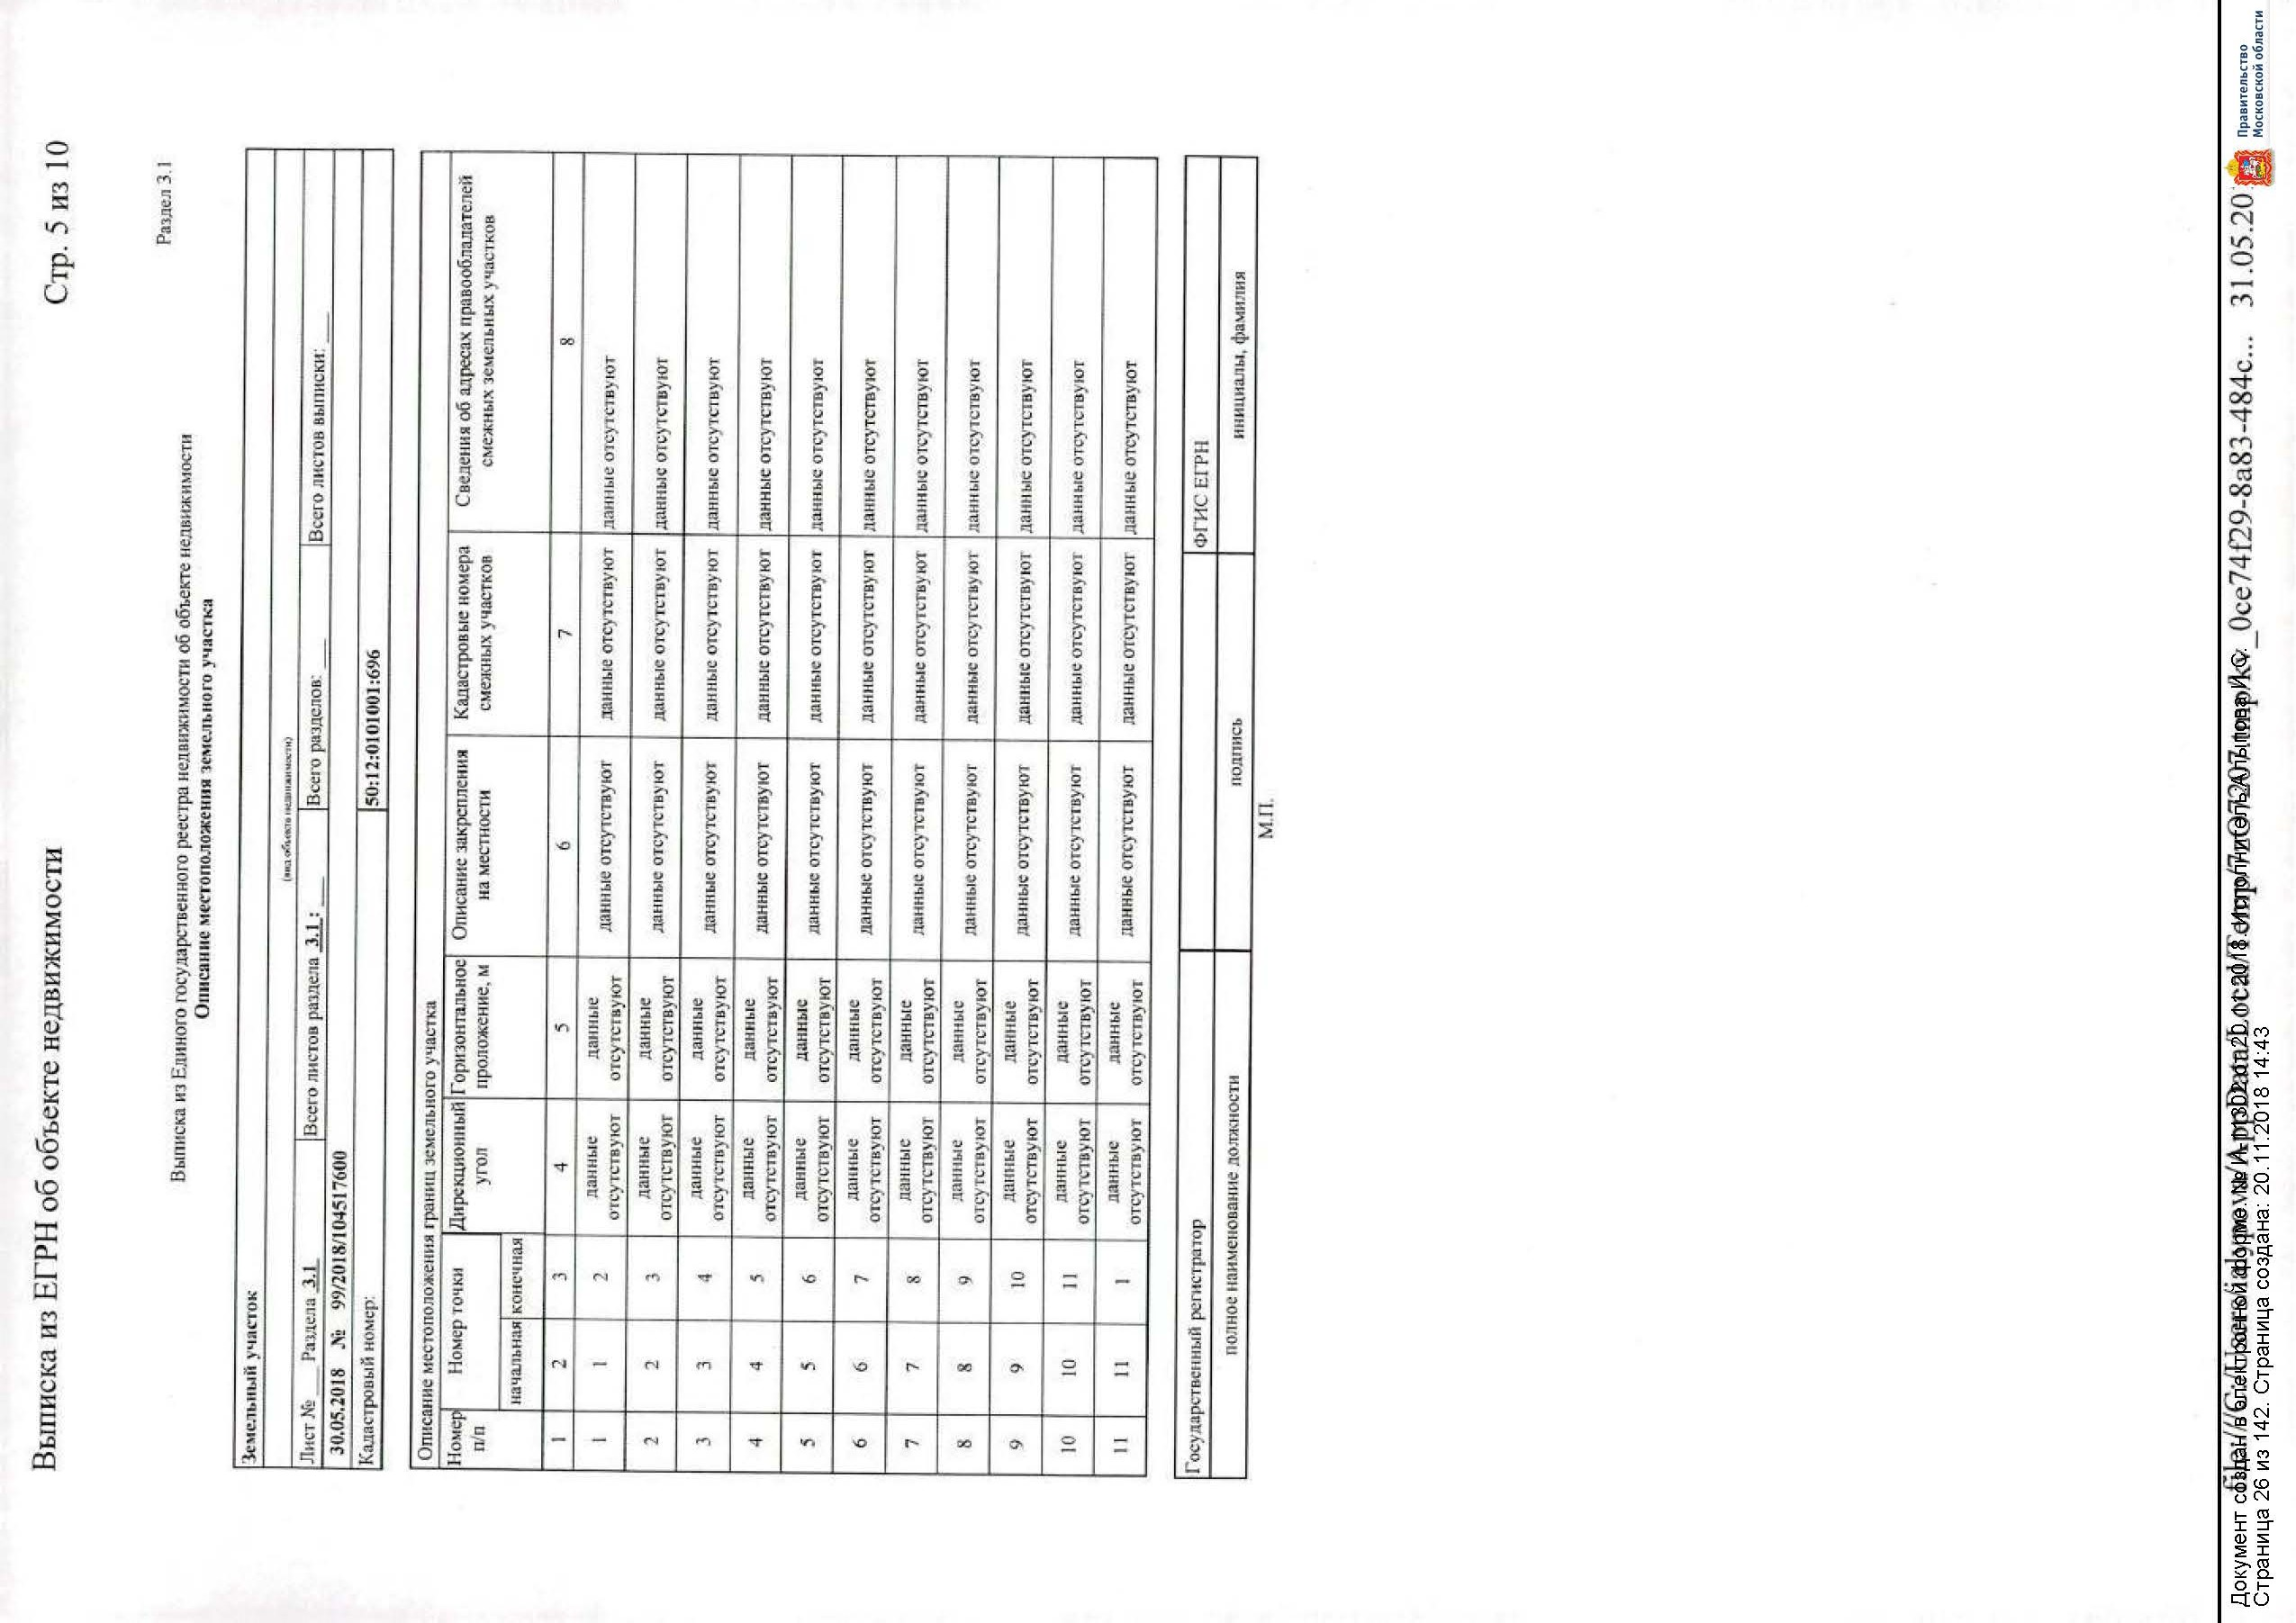 Выписка из ЕГРН об объекте недвижимости Стр. 5 из 10
Раздел 3.1
Выписка из Единого государственного реестра недвижимости об объекте недвижимости
Описание местоположения земельного участка
Земельный участок
(вид объекта недвижимости)
Лист № ___ Раздела 3.1 Всего листов раздела 3.1 : ___ Всего разделов: ___ Всего листов выписки: ___
30.05.2018 № 99/2018/104517600
Кадастровый номер: 50:12:0101001:696
Описание местоположения границ земельного участка
Номер п/п Номер точки Дирекционный угол Горизонтальное проложение, м Описание закрепления на местности Кадастровые номера смежных участков Сведения об адресах правообладателей смежных земельных участков
начальная конечная
1 2 3 4 5 6 7 8
1 1 2 данные отсутствуют данные отсутствуют данные отсутствуют данные отсутствуют данные отсутствуют
2 2 3 данные отсутствуют данные отсутствуют данные отсутствуют данные отсутствуют данные отсутствуют
3 3 4 данные отсутствуют данные отсутствуют данные отсутствуют данные отсутствуют данные отсутствуют
4 4 5 данные отсутствуют данные отсутствуют данные отсутствуют данные отсутствуют данные отсутствуют
5 5 6 данные отсутствуют данные отсутствуют данные отсутствуют данные отсутствуют данные отсутствуют
6 6 7 данные отсутствуют данные отсутствуют данные отсутствуют данные отсутствуют данные отсутствуют
7 7 8 данные отсутствуют данные отсутствуют данные отсутствуют данные отсутствуют данные отсутствуют
8 8 9 данные отсутствуют данные отсутствуют данные отсутствуют данные отсутствуют данные отсутствуют
9 9 10 данные отсутствуют данные отсутствуют данные отсутствуют данные отсутствуют данные отсутствуют
10 10 11 данные отсутствуют данные отсутствуют данные отсутствуют данные отсутствуют данные отсутствуют
11 11 1 данные отсутствуют данные отсутствуют данные отсутствуют данные отсутствуют данные отсутствуют
Государственный регистратор ФГИС ЕГРН
полное наименование должности подпись инициалы, фамилия
М.П.
0ce74f29-8a83-484c... 31.05.20
Документ создан в электронной форме. №
Страница 26 из 142. Страница создана: 20.11.2018 14:43
Правительство
Московской области